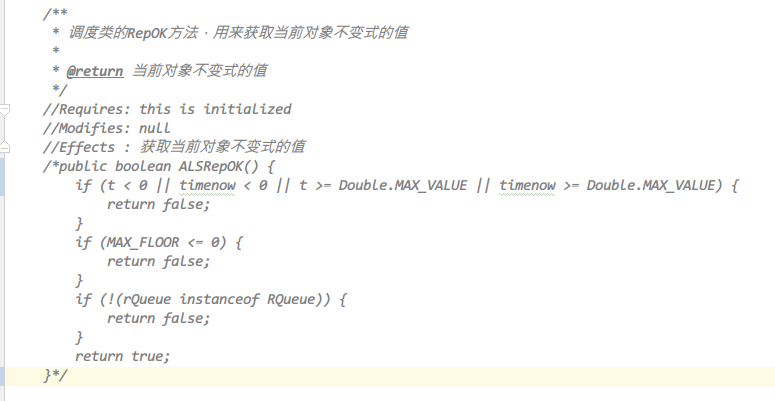 /**
 * 调度类的RepOK方法，用来获取当前对象不变式的值
 *
 * @return 当前对象不变式的值
 */
//Requires: this is initialized
//Modifies: null
//Effects : 获取当前对象不变式的值
/*public boolean ALSRepOK() {
    if (t < 0 || timenow < 0 || t >= Double.MAX_VALUE || timenow >= Double.MAX_VALUE) {
        return false;
    }
    if (MAX_FLOOR <= 0) {
        return false;
    }
    if (!(rQueue instanceof RQueue)) {
        return false;
    }
    return true;
}*/